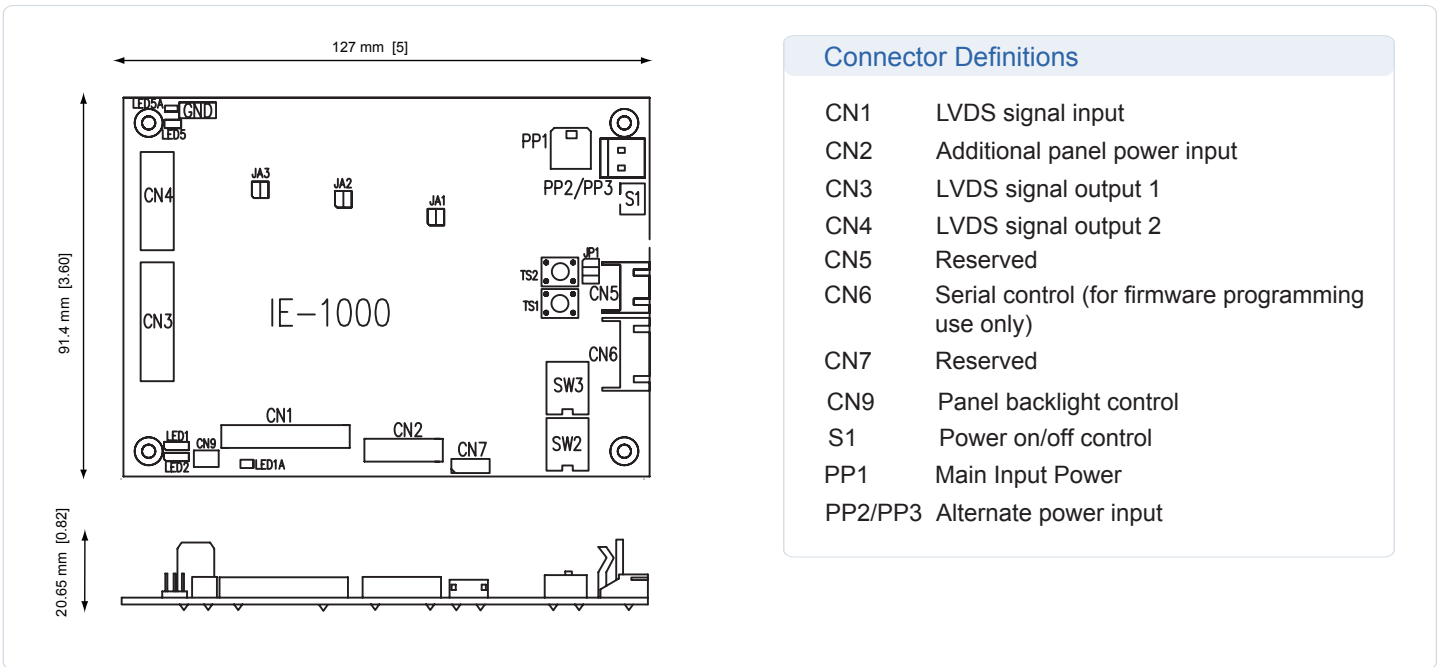 127 mm [5]
91.4 mm [3.60]
20.65 mm [0.82]
LED5A
GND
LED5
PP1
PP2/PP3
S1
CN4
JA3
JA2
JA1
JP1
TS2
TS1
CN5
CN3
IE-1000
CN6
SW3
CN1
CN2
CN7
SW2
LED1
LED2
CN9
LED1A
Connector Definitions
CN1 LVDS signal input
CN2 Additional panel power input
CN3 LVDS signal output 1
CN4 LVDS signal output 2
CN5 Reserved
CN6 Serial control (for firmware programming
use only)
CN7 Reserved
CN9 Panel backlight control
S1 Power on/off control
PP1 Main Input Power
PP2/PP3 Alternate power input